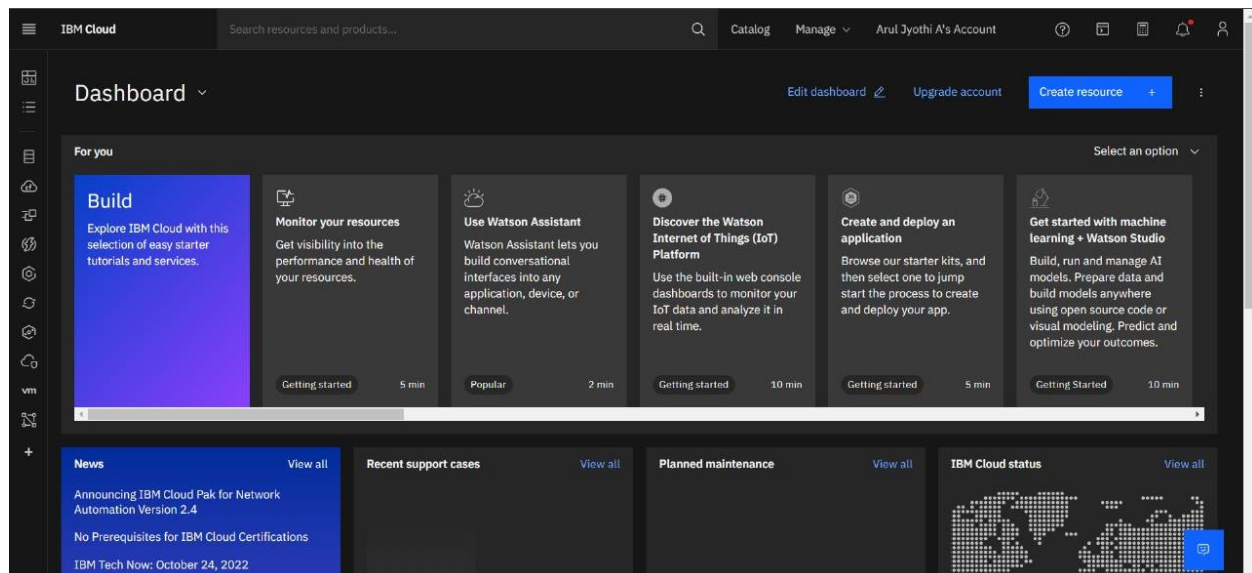 IBM Cloud
Search resources and products...
Catalog
Manage
Arul Jyothi A's Account
Dashboard
Edit dashboard
Upgrade account
Create resource +
For you
Select an option
Build
Explore IBM Cloud with this
selection of easy starter
tutorials and services.
Monitor your resources
Get visibility into the
performance and health of
your resources.
Getting started
5 min
Use Watson Assistant
Watson Assistant lets you
build conversational
interfaces into any
application, device, or
channel.
Popular
2 min
Discover the Watson
Internet of Things (IoT)
Platform
Use the built-in web console
dashboards to monitor your
IoT data and analyze it in
real time.
Getting started
10 min
Create and deploy an
application
Browse our starter kits, and
then select one to jump
start the process to create
and deploy your app.
Getting started
5 min
Get started with machine
learning + Watson Studio
Build, run and manage AI
models. Prepare data and
build models anywhere
using open source code or
visual modeling. Predict and
optimize your outcomes.
Getting Started
10 min
vm
News
View all
Announcing IBM Cloud Pak for Network
Automation Version 2.4
No Prerequisites for IBM Cloud Certifications
IBM Tech Now: October 24, 2022
Recent support cases
View all
Planned maintenance
View all
IBM Cloud status
View all